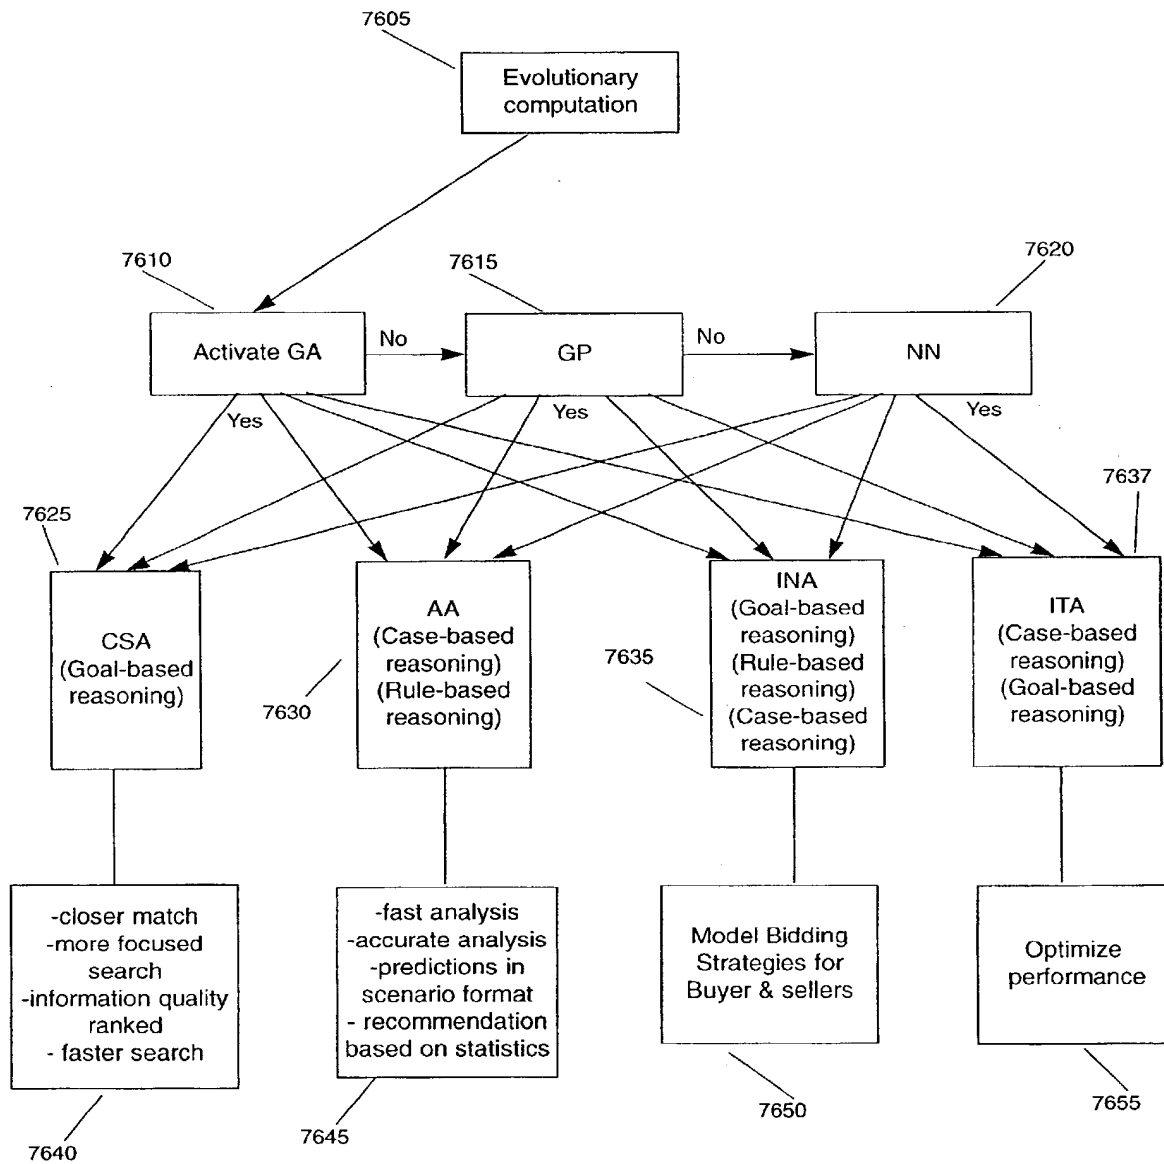 7605
Evolutionary
computation
7610
7615
7620
Activate GA
No
GP
No
NN
Yes
Yes
Yes
7625
7637
CSA
(Goal-based
reasoning)
7630
AA
(Case-based
reasoning)
(Rule-based
reasoning)
7635
INA
(Goal-based
reasoning)
(Rule-based
reasoning)
(Case-based
reasoning)
ITA
(Case-based
reasoning)
(Goal-based
reasoning)
-closer match
-more focused
search
-information quality
ranked
- faster search
7640
-fast analysis
-accurate analysis
-predictions in
scenario format
- recommendation
based on statistics
7645
Model Bidding
Strategies for
Buyer & sellers
7650
Optimize
performance
7655